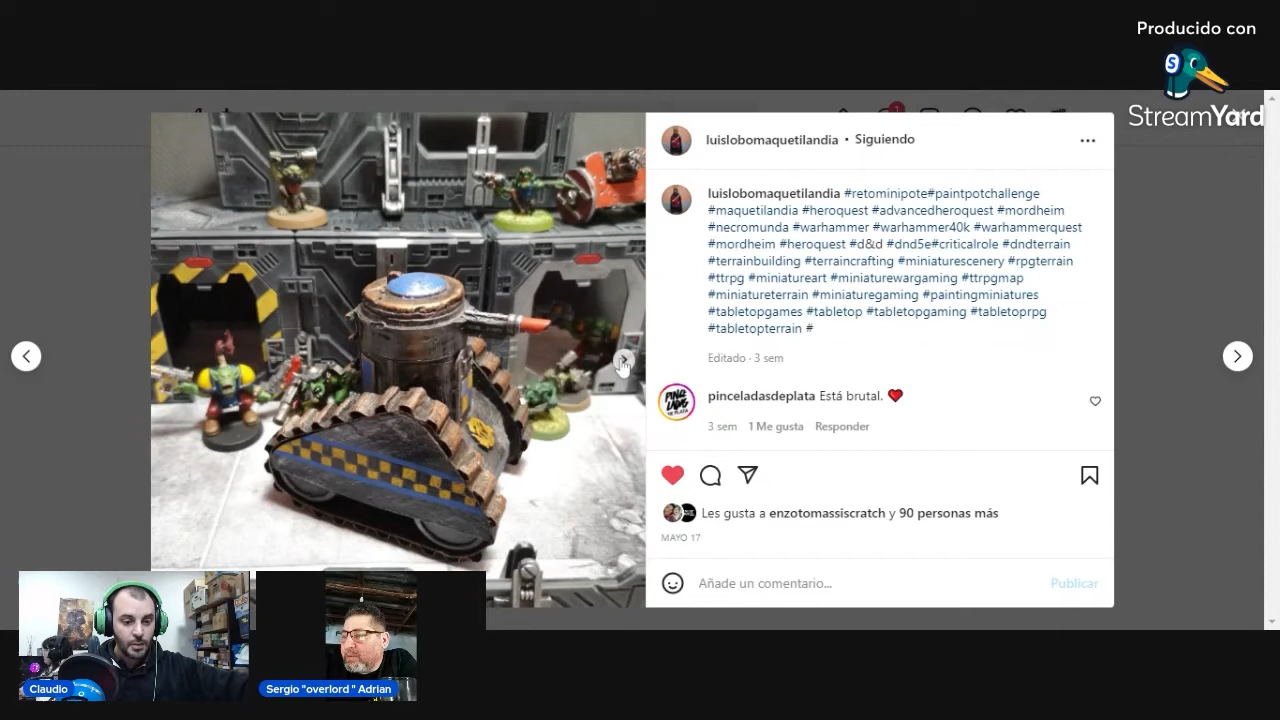 Producido con
S
StreamYard
luislobomaquetilandia • Siguiendo
luislobomaquetilandia #retominipote#paintpotchallenge
#maquetilandia #heroquest #advancedheroquest #mordheim
#necromunda #warhammer #warhammer40k #warhammerquest
#mordheim #heroquest #d&d #dnd5e#criticalrole #dndterrain
#terrainbuilding #terraincrafting #miniaturescenery #rpgterrain
#ttrpg #miniatureart #miniaturewargaming #ttrpgmap
#miniatureterrain #miniaturegaming #paintingminiatures
#tabletopgames #tabletop #tabletopgaming #tabletoprpg
#tabletopterrain #
Editado · 3 sem
pinceladasdeplata Está brutal. ❤️
3 sem 1 Me gusta Responder
Les gusta a enzotomassiscratch y 90 personas más
MAYO 17
Añade un comentario... Publicar
Claudio
Sergio "overlord " Adrian